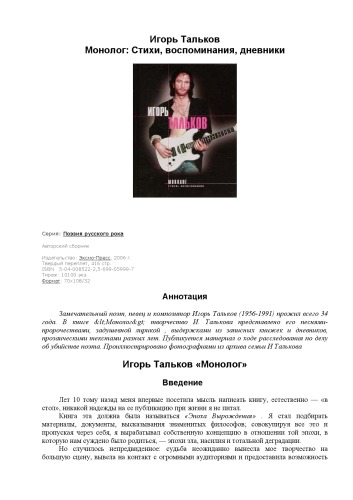 Игорь Тальков
Монолог: Стихи, воспоминания, дневники
ИГОРЬ
ТАЛЬКОВ
МОНОЛОГ
Серия: Поэзия русского рока
Авторский сборник
Издательство: Эксмо-Пресс, 2006 г.
Твердый переплет, 416 стр.
ISBN 5-04-008522-2,5-699-05999-7
Тираж: 10100 экз.
Формат: 70x108/32
Аннотация
Замечательный поэт, певец и композитор Игорь Тальков (1956-1991) прожил всего 34
года. В книге &lt;Монолог&gt; творчество И. Талькова представлено его песнями-
пророчествами, задушевной лирикой , выдержками из записных книжек и дневников,
прозаическими текстами разных лет. Публикуется материал о ходе расследования по делу
об убийстве поэта. Проиллюстрировано фотографиями из архива семьи И Талькова
Игорь Тальков «Монолог»
Введение
Лет 10 тому назад меня впервые посетила мысль написать книгу, естественно — «в
стол», никакой надежды на ее публикацию при жизни я не питал.
Книга эта должна была называться «Эпоха Вырождения» . Я стал подбирать
материалы, документы, высказывания знаменитых философов; совокупируя все это и
пропуская через себя, я вырабатывал собственную концепцию в отношении той эпохи, в
которую нам суждено было родиться, — эпохи зла, насилия и тотальной деградации.
Но случилось непредвиденное: судьба неожиданно вынесла мое творчество на
большую сцену, вывела на контакт с огромными аудиториями и предоставила возможность